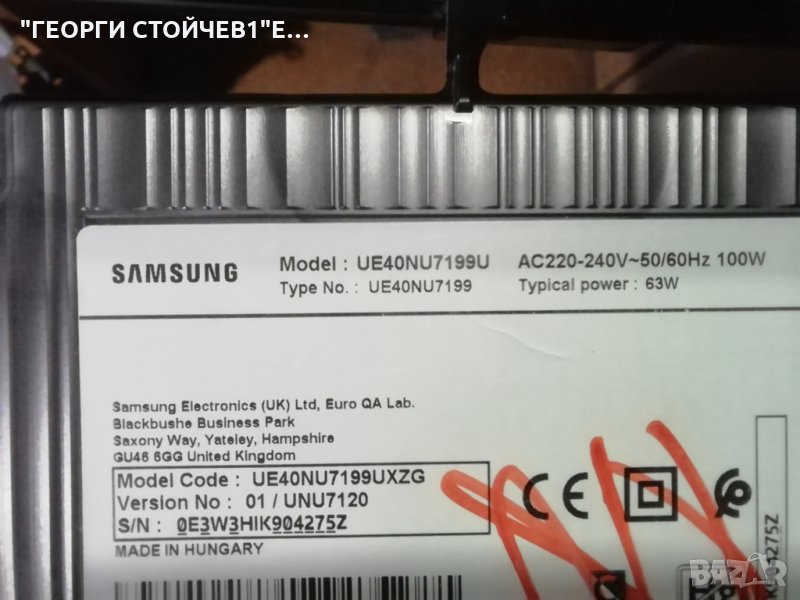 "ГЕОРГИ СТОЙЧЕВ1"Е...
SAMSUNG
Model : UE40NU7199U AC220-240V~50/60Hz 100W
Type No. : UE40NU7199 Typical power : 63W
Samsung Electronics (UK) Ltd, Euro QA Lab.
Blackbushe Business Park
Saxony Way, Yateley, Hampshire
GU46 6GG United Kingdom
Model Code : UE40NU7199UXZG
Version No : 01 / UNU7120
S/N : 0E3W3HIK904275Z
MADE IN HUNGARY
CE
BAZAR